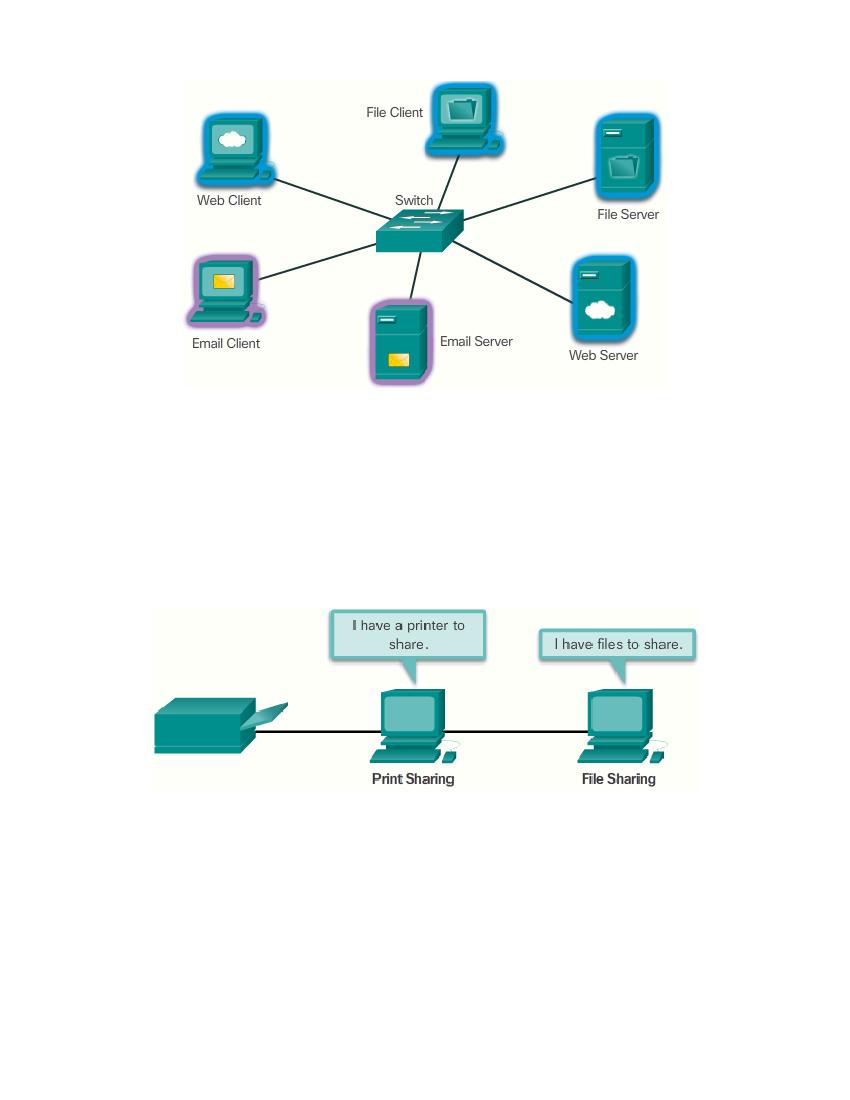 File Client
Web Client
Switch
File Server
Email Client
Email Server
Web Server
I have a printer to
share.
I have files to share.
Print Sharing
File Sharing